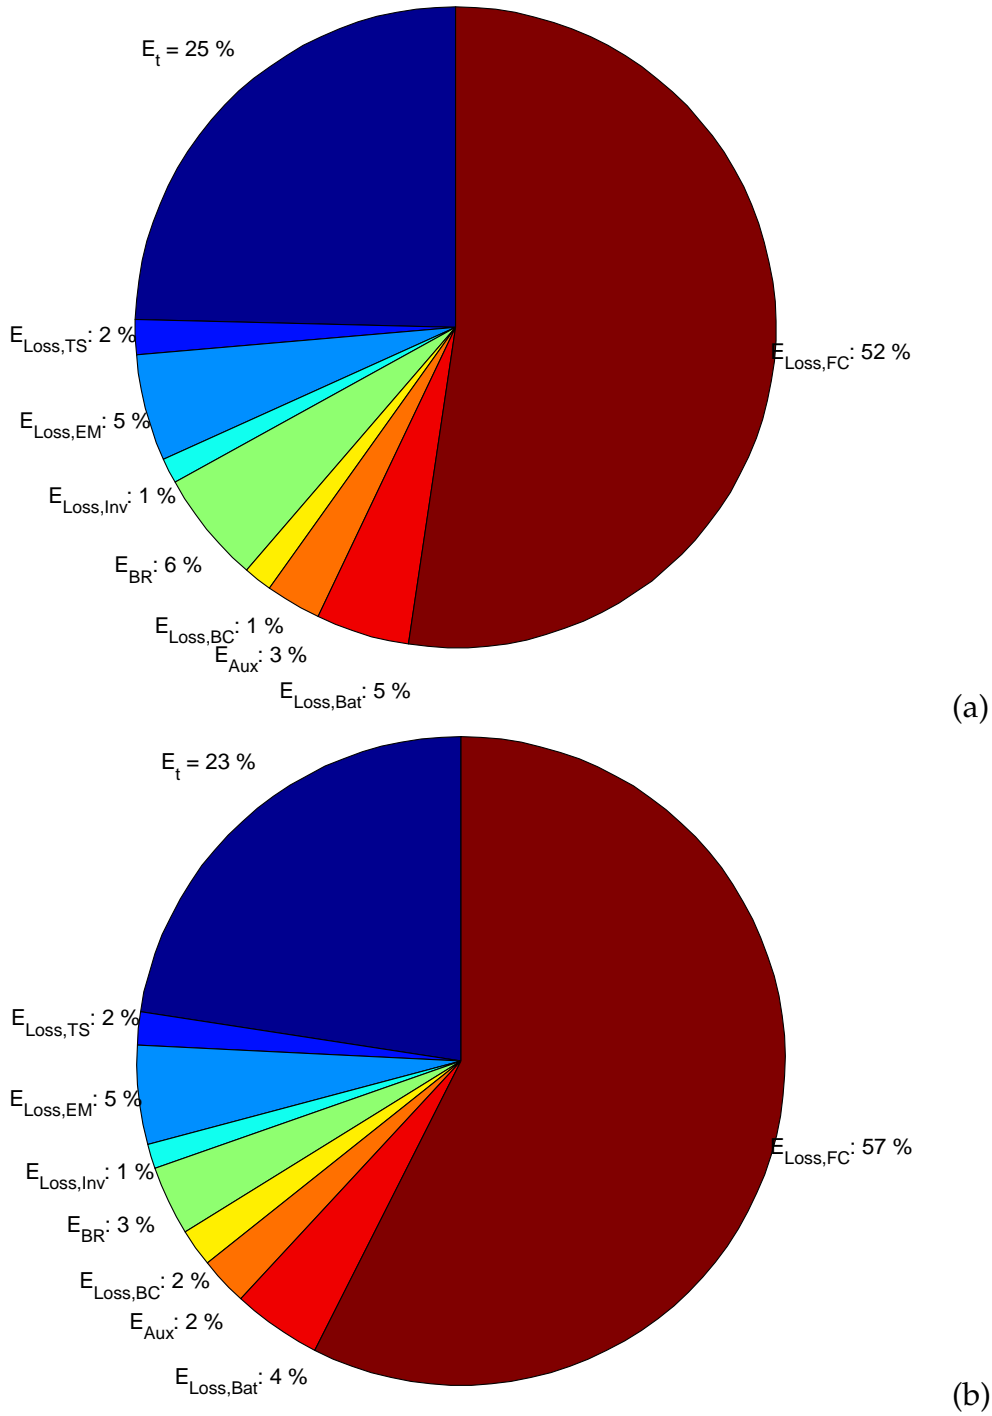 E_t = 25 %
E_Loss,TS: 2 %
E_Loss,FC: 52 %
E_Loss,EM: 5 %
E_Loss,Inv: 1 %
E_BR: 6 %
E_Loss,BC: 1 %
E_Aux: 3 %
E_Loss,Bat: 5 %
(a)
E_t = 23 %
E_Loss,TS: 2 %
E_Loss,EM: 5 %
E_Loss,FC: 57 %
E_Loss,Inv: 1 %
E_BR: 3 %
E_Loss,BC: 2 %
E_Aux: 2 %
E_Loss,Bat: 4 %
(b)